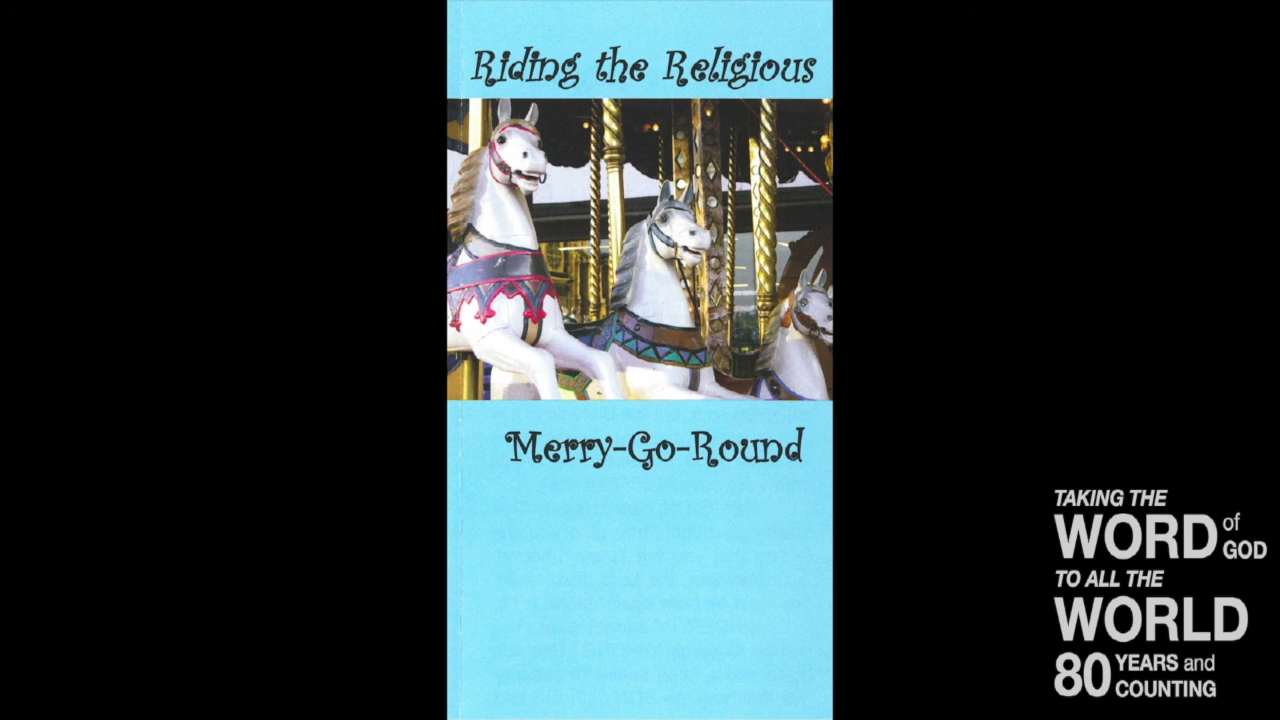 Riding the Religious
Merry-Go-Round
TAKING THE
WORD of
GOD
TO ALL THE
WORLD
80 YEARS and
COUNTING